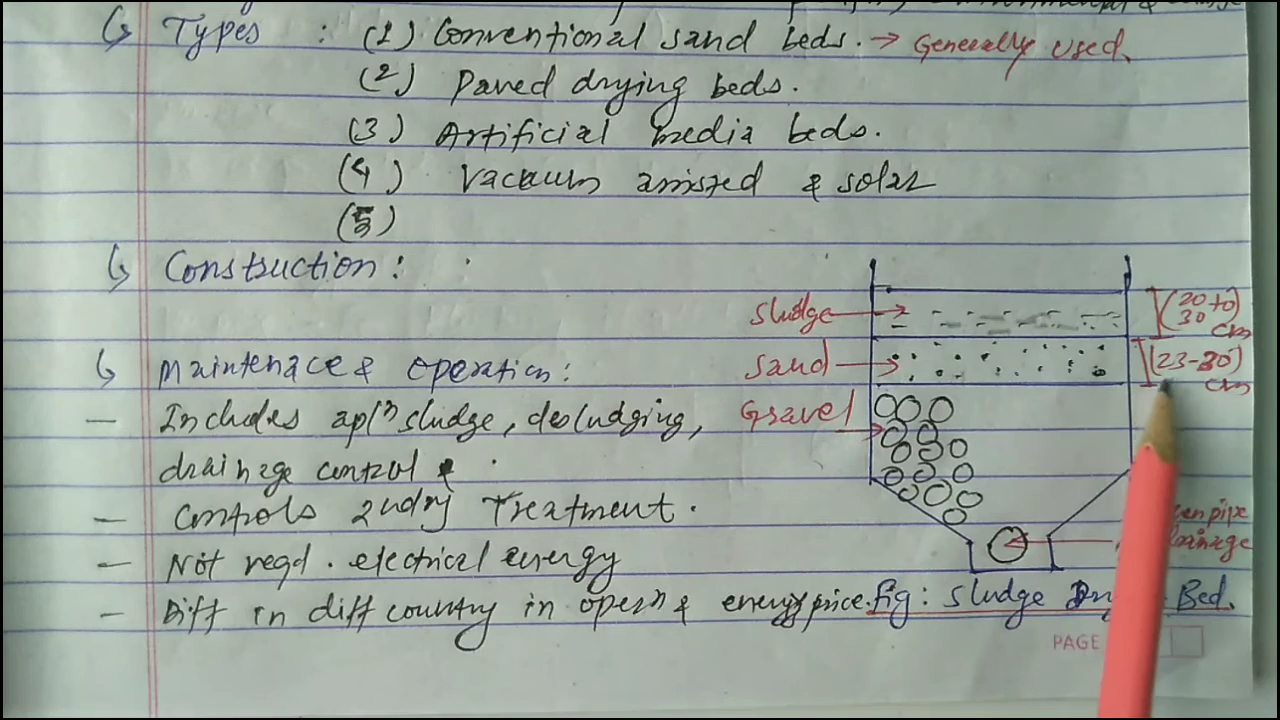 Types : (1) Conventional sand beds. → Generally used.
(2) Paved drying beds.
(3) Artificial media beds.
(4) Vacuum assisted & solar
(5)
Construction :
sludge
(20 to 30 cm
Maintenace & Operation :
sand
(23-30) cm
- Includes apln sludge, desludging,
Gravel
drainage control &
- Controls 2ndry Treatment.
- Not reqd. electrical energy
- Diff in diff country in opern & energy price.
Fig : sludge Bed.
PAGE